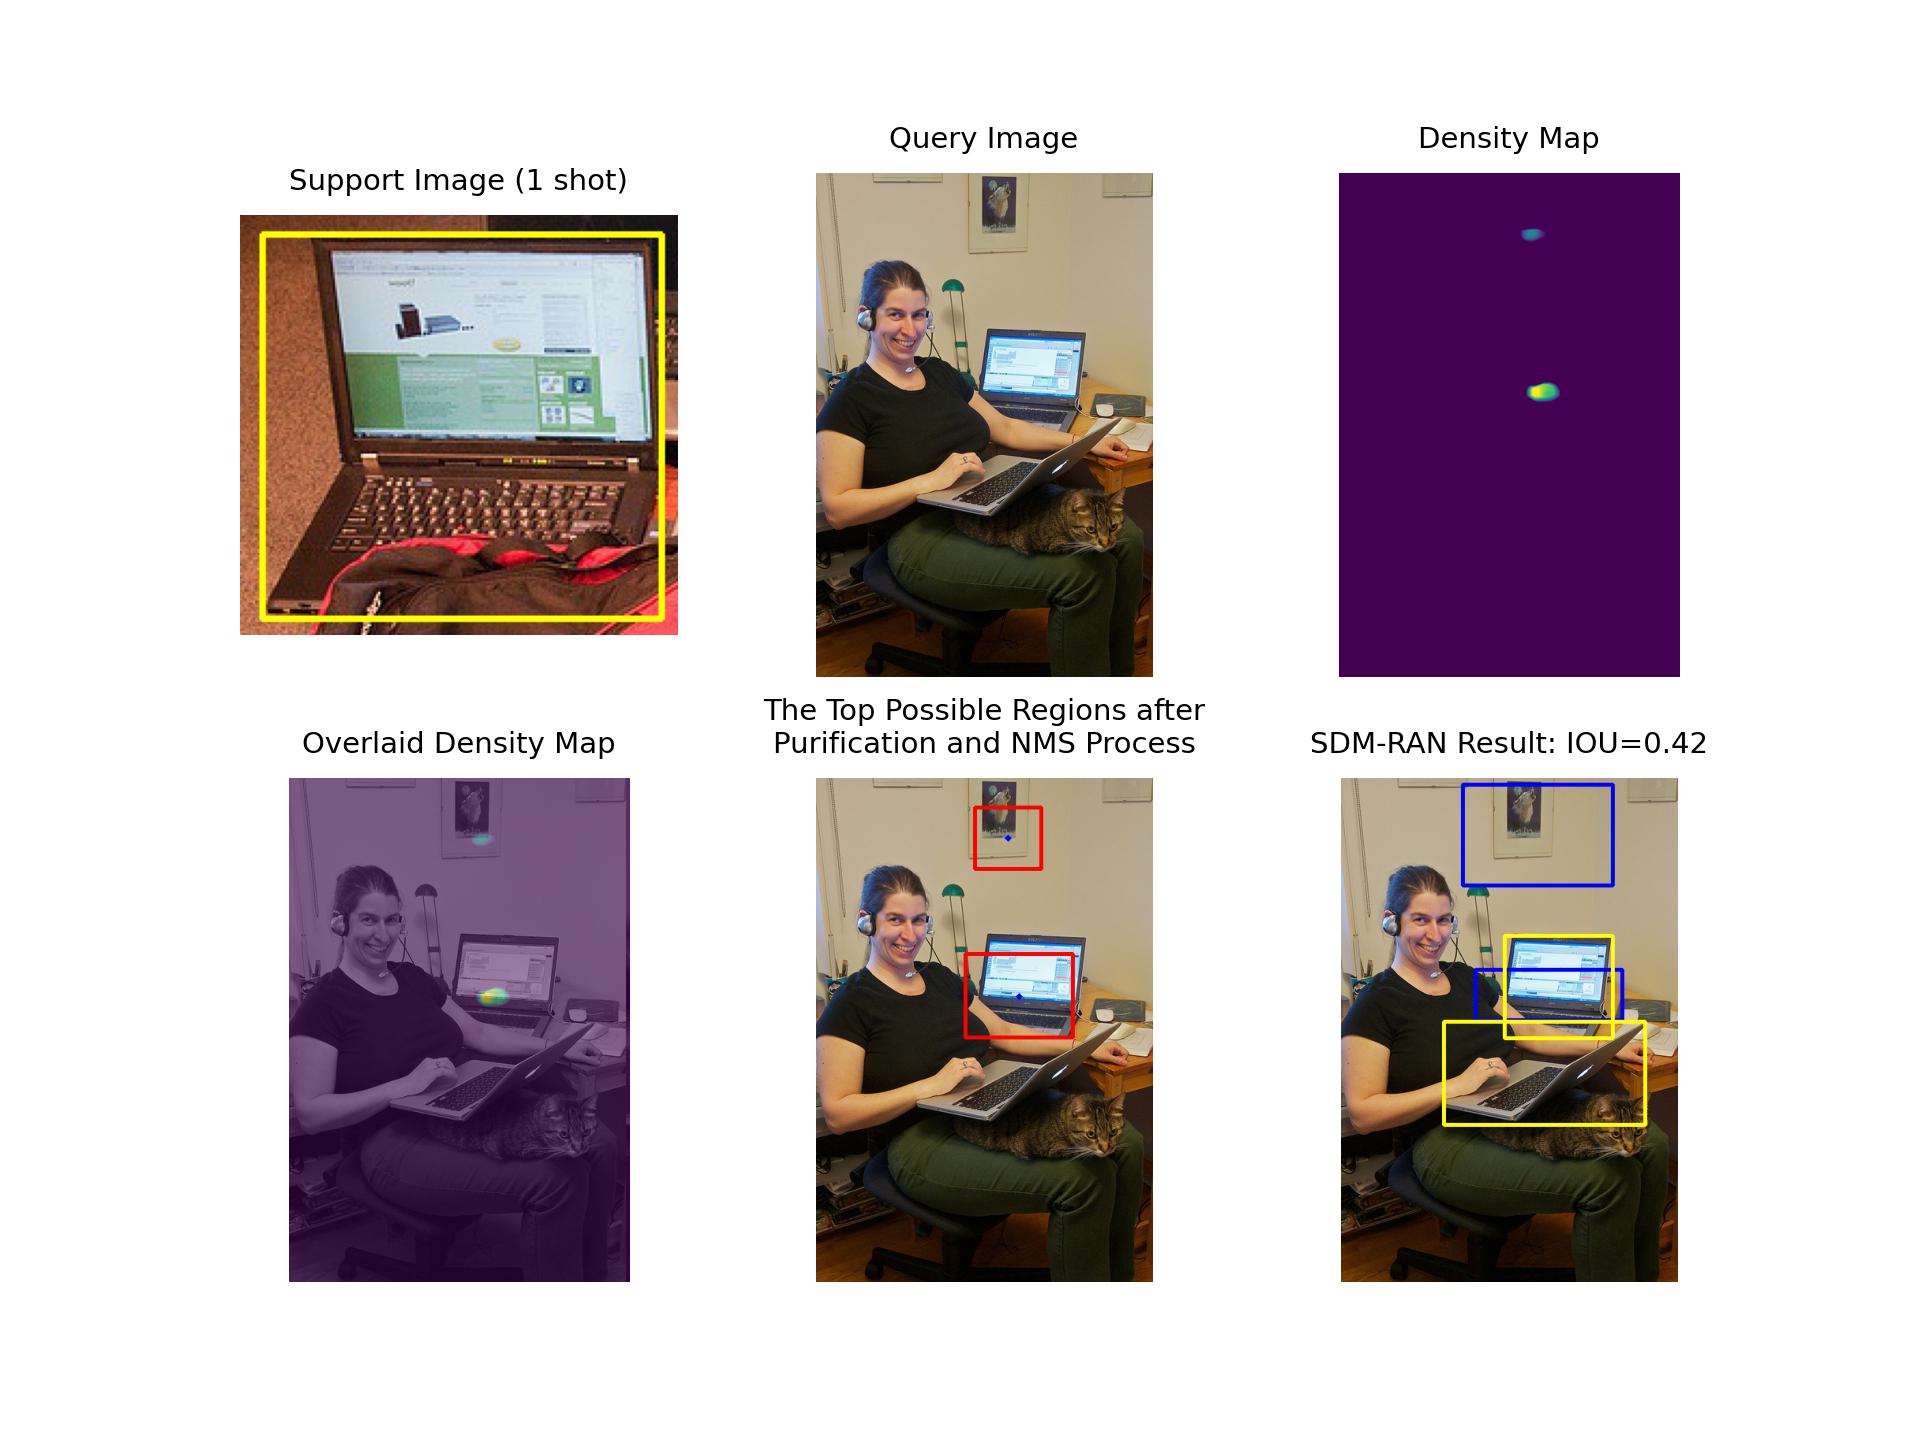 Support Image (1 shot)
Query Image
Density Map
woot!
Overlaid Density Map
The Top Possible Regions after
Purification and NMS Process
SDM-RAN Result: IOU=0.42